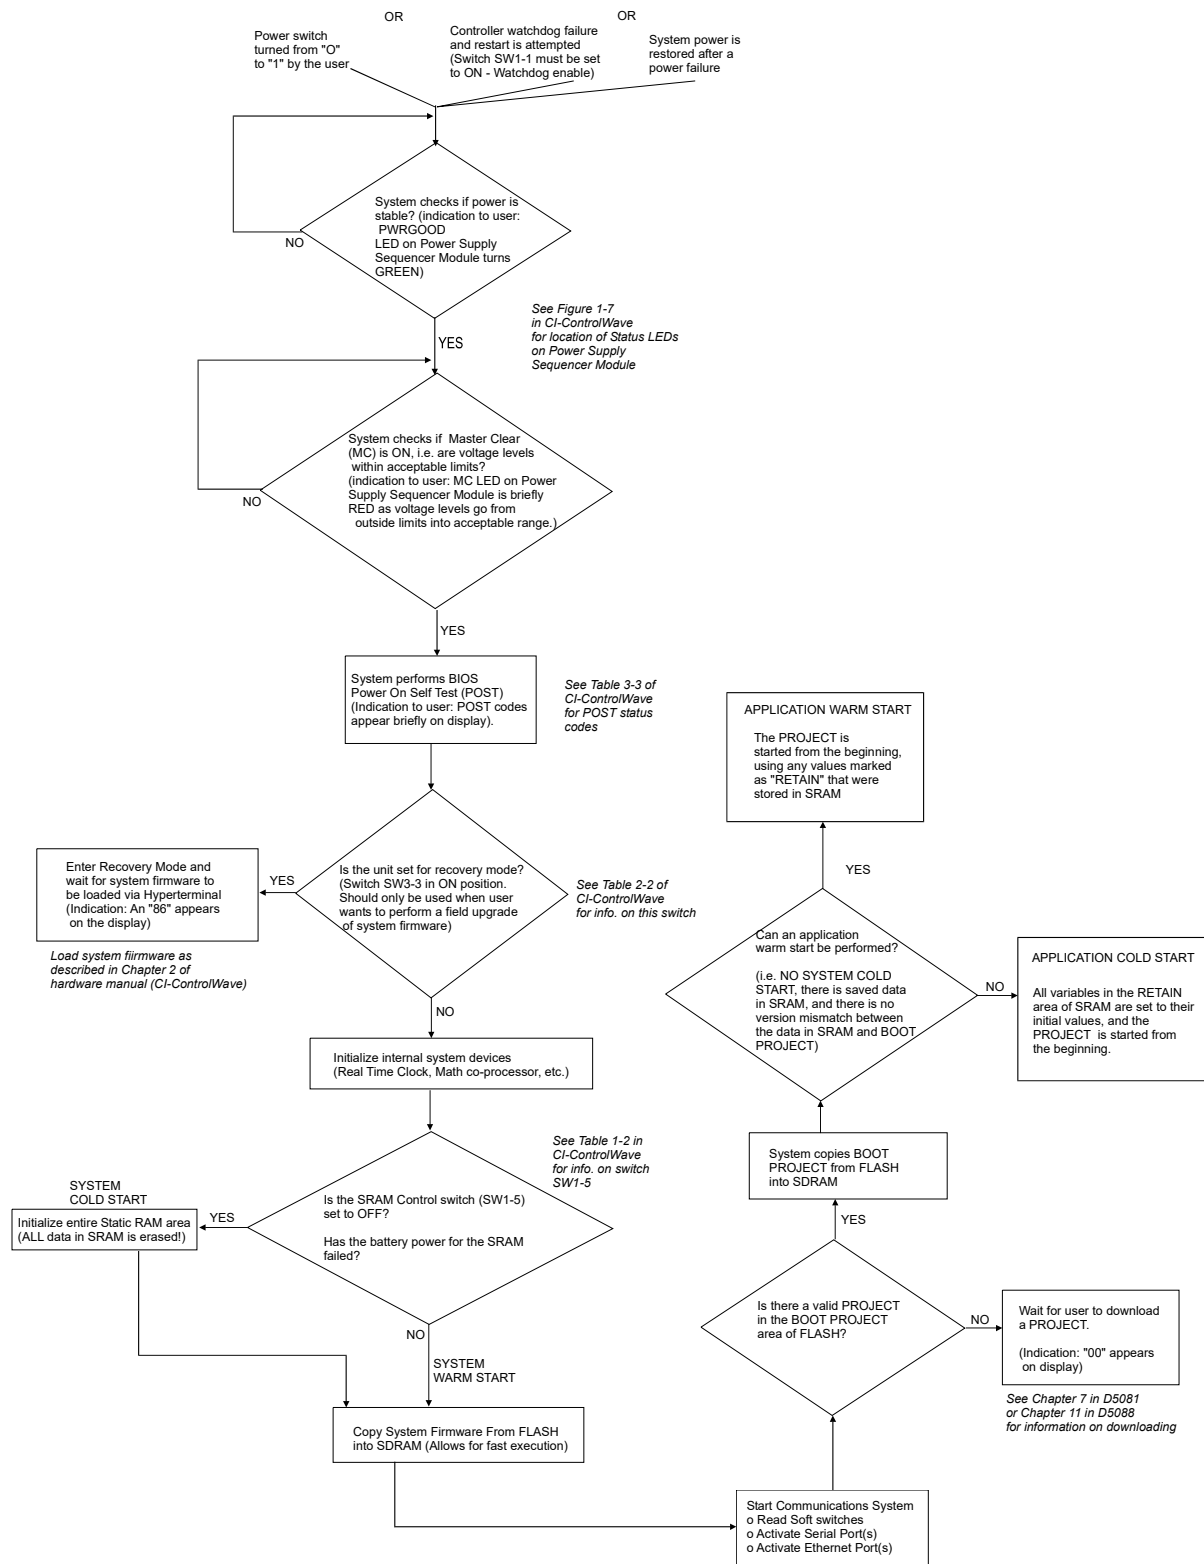 OR
OR
Power switch
turned from "O"
to "1" by the user
Controller watchdog failure
and restart is attempted
(Switch SW1-1 must be set
to ON - Watchdog enable)
System power is
restored after a
power failure
System checks if power is
stable? (indication to user:
PWRGOOD
LED on Power Supply
Sequencer Module turns
GREEN)
NO
See Figure 1-7
in CI-ControlWave
for location of Status LEDs
on Power Supply
Sequencer Module
YES
System checks if Master Clear
(MC) is ON, i.e. are voltage levels
within acceptable limits?
(indication to user: MC LED on Power
Supply Sequencer Module is briefly
RED as voltage levels go from
outside limits into acceptable range.)
NO
YES
System performs BIOS
Power On Self Test (POST)
(Indication to user: POST codes
appear briefly on display).
See Table 3-3 of
CI-ControlWave
for POST status
codes
Is the unit set for recovery mode?
(Switch SW3-3 in ON position.
Should only be used when user
wants to perform a field upgrade
of system firmware)
See Table 2-2 of
CI-ControlWave
for info. on this switch
YES
Enter Recovery Mode and
wait for system firmware to
be loaded via Hyperterminal
(Indication: An "86" appears
on the display)
Load system fiirmware as
described in Chapter 2 of
hardware manual (CI-ControlWave)
NO
Initialize internal system devices
(Real Time Clock, Math co-processor, etc.)
See Table 1-2 in
CI-ControlWave
for info. on switch
SW1-5
Is the SRAM Control switch (SW1-5)
set to OFF?
Has the battery power for the SRAM
failed?
YES
SYSTEM
COLD START
Initialize entire Static RAM area
(ALL data in SRAM is erased!)
NO
SYSTEM
WARM START
Copy System Firmware From FLASH
into SDRAM (Allows for fast execution)
Start Communications System
o Read Soft switches
o Activate Serial Port(s)
o Activate Ethernet Port(s)
Is there a valid PROJECT
in the BOOT PROJECT
area of FLASH?
NO
Wait for user to download
a PROJECT.
(Indication: "00" appears
on display)
See Chapter 7 in D5081
or Chapter 11 in D5088
for information on downloading
YES
System copies BOOT
PROJECT from FLASH
into SDRAM
Can an application
warm start be performed?
(i.e. NO SYSTEM COLD
START, there is saved data
in SRAM, and there is no
version mismatch between
the data in SRAM and BOOT
PROJECT)
NO
APPLICATION COLD START
All variables in the RETAIN
area of SRAM are set to their
initial values, and the
PROJECT is started from
the beginning.
YES
APPLICATION WARM START
The PROJECT is
started from the beginning,
using any values marked
as "RETAIN" that were
stored in SRAM